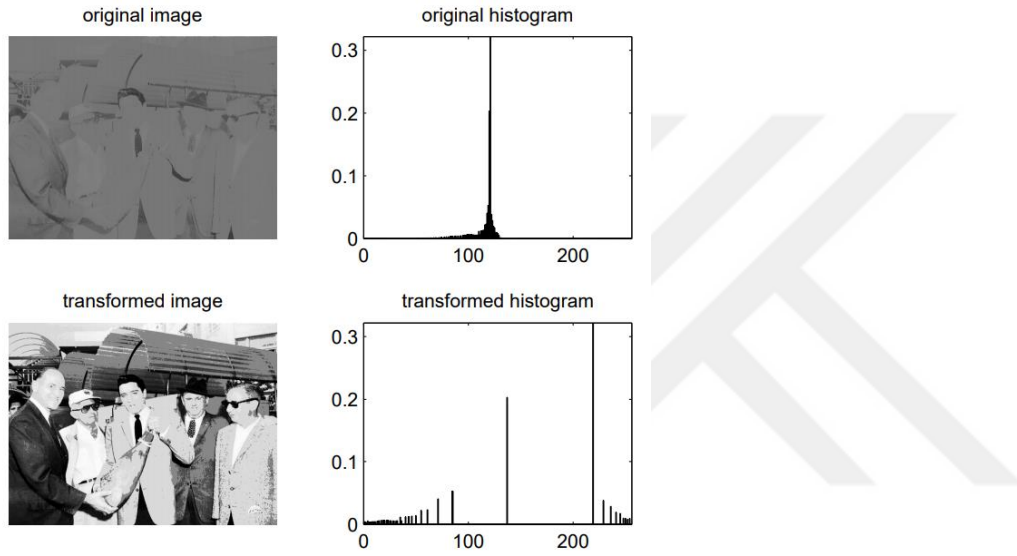 original image
original histogram
0.3
0.2
0.1
0
0 100 200
transformed image
transformed histogram
0.3
0.2
0.1
0
0 100 200